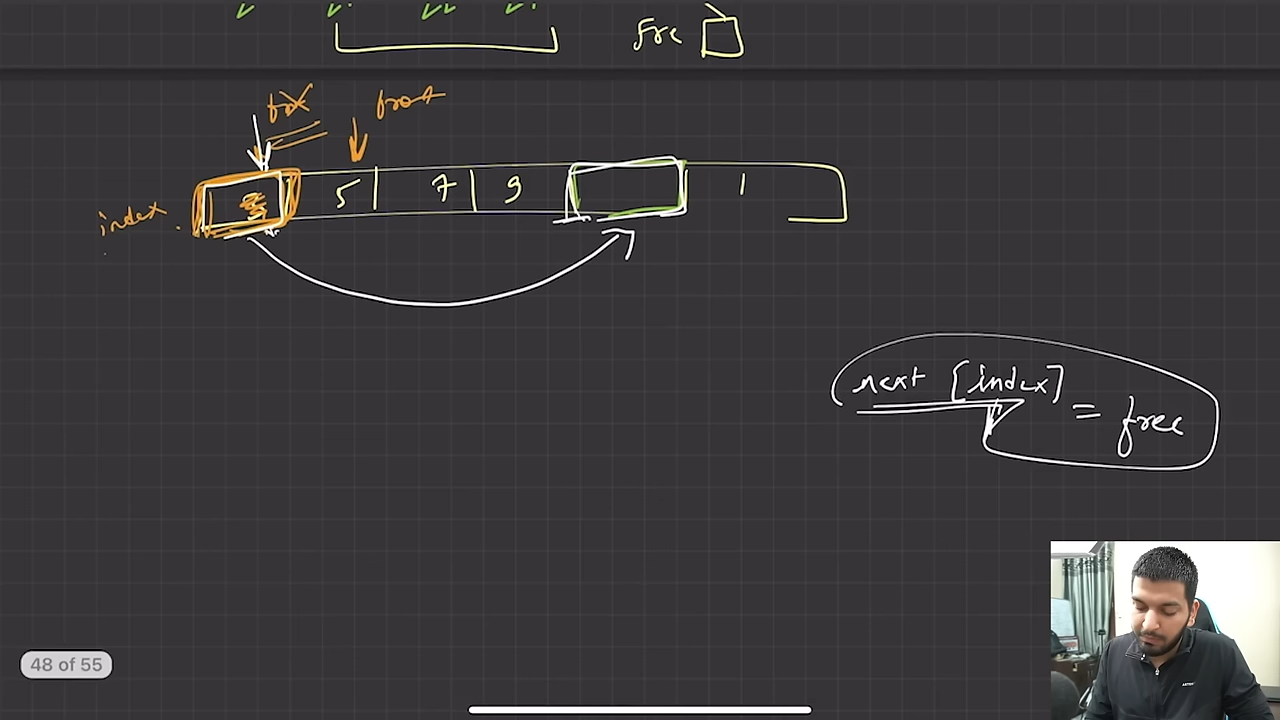 free
front
index
5 7 9 1
next [index] = free
48 of 55